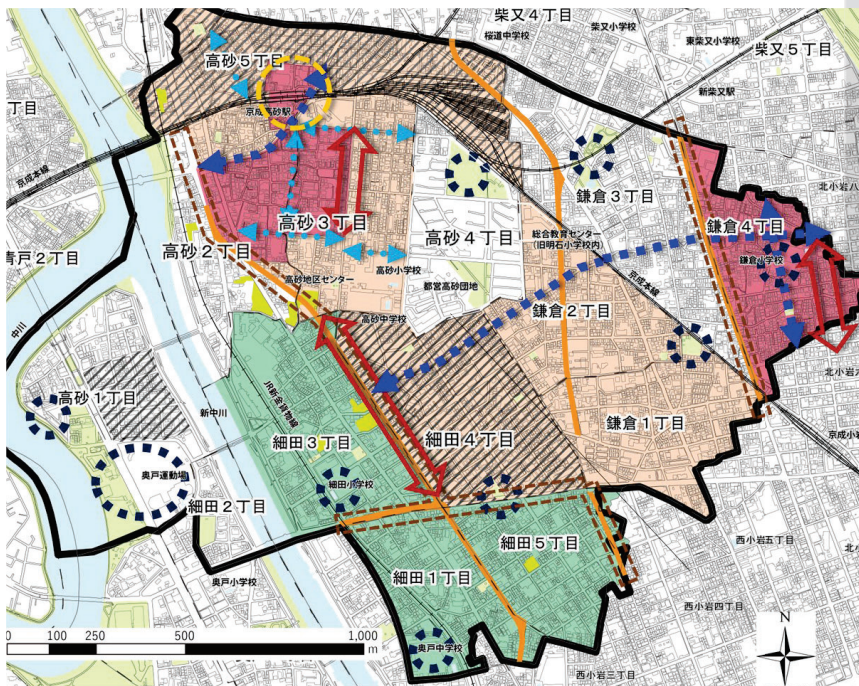 柴又4丁目
柴又小学校
桜道中学校
東柴又小学校
柴又5丁目
高砂5丁目
新柴又駅
京成高砂駅
京成本線
鎌倉3丁目
北小岩八
高砂3丁目
高砂4丁目
総合教育センター
(旧明石小学校内)
鎌倉4丁目
高砂2丁目
青戸2丁目
高砂小学校
鎌倉小学校
高砂地区センター
都営高砂団地
京成本線
中川
高砂中学校
鎌倉2丁目
北小岩六
高砂1丁目
新中川
JR新金貨物線
鎌倉1丁目
京成小岩
細田3丁目
細田4丁目
奥戸運動場
細田小学校
細田2丁目
西小岩五丁目
細田5丁目
奥戸小学校
細田1丁目
西小岩四丁目
N
0 100 250 500 1,000
m
奥戸中学校
西小岩三丁目